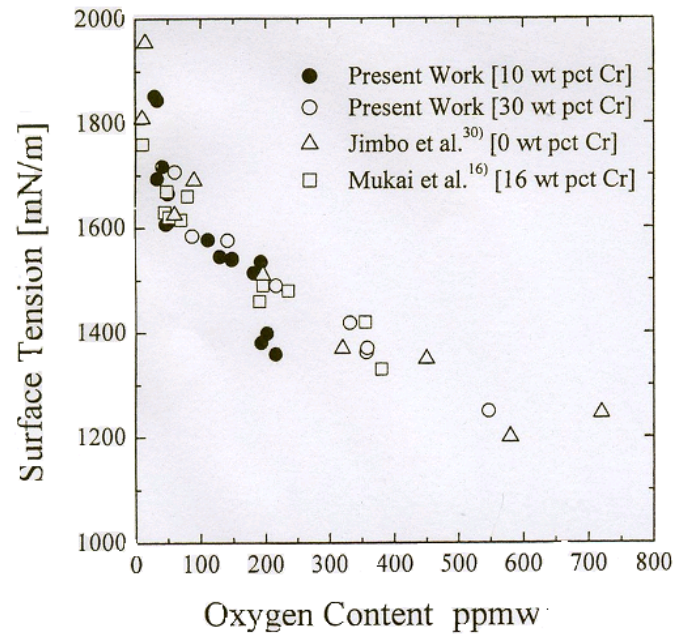 2000
1800
1600
1400
1200
1000
Surface Tension [mN/m]
Present Work [10 wt pct Cr]
Present Work [30 wt pct Cr]
Jimbo et al.30) [0 wt pct Cr]
Mukai et al.16) [16 wt pct Cr]
0 100 200 300 400 500 600 700 800
Oxygen Content ppmw